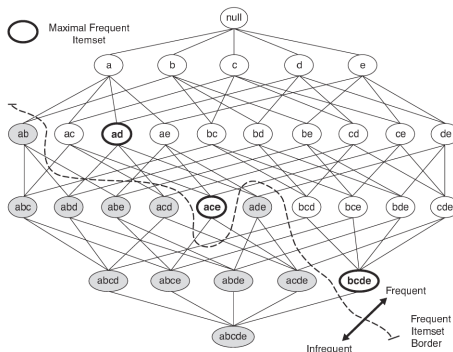 null
Maximal Frequent
Itemset
a b c d e
ab ac ad ae bc bd be cd ce de
abc abd abe acd ace ade bcd bce bde cde
abcd abce abde acde bcde
Frequent
abcde
Frequent
Itemset
Border
Infrequent